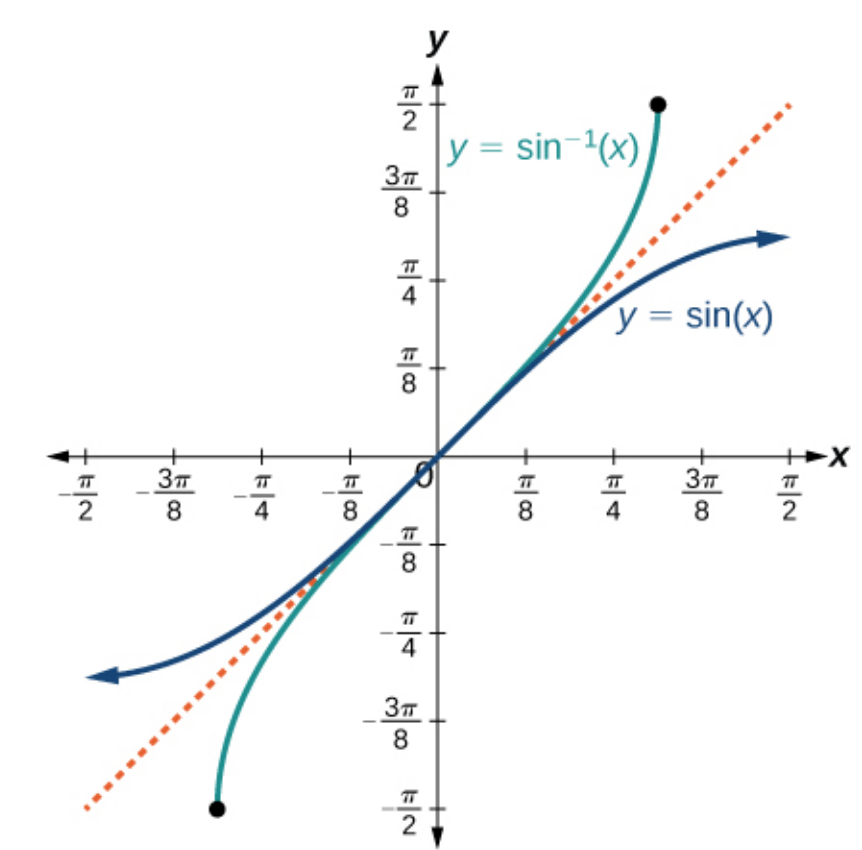 y
π/2
y = sin⁻¹(x)
3π/8
π/4
y = sin(x)
π/8
x
0
-π/2 -3π/8 -π/4 -π/8 π/8 π/4 3π/8 π/2
-π/8
-π/4
-3π/8
-π/2